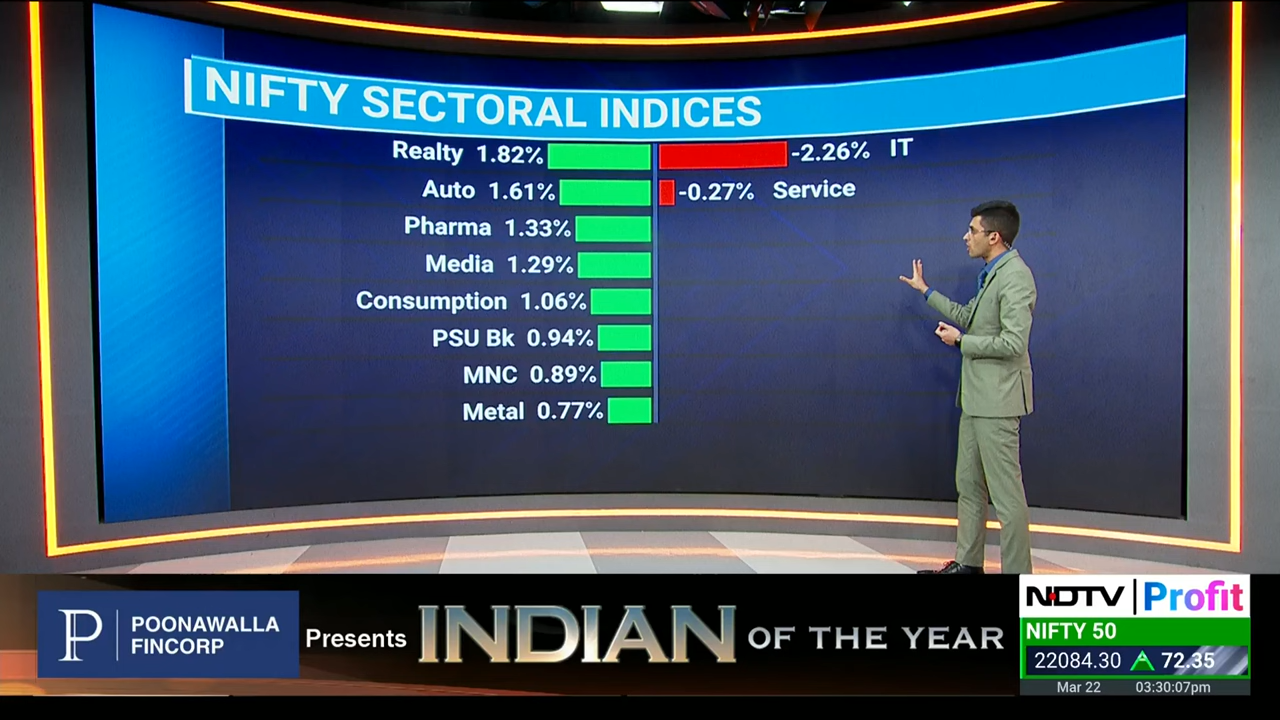 NIFTY SECTORAL INDICES
Realty 1.82% -2.26% IT
Auto 1.61% -0.27% Service
Pharma 1.33%
Media 1.29%
Consumption 1.06%
PSU Bk 0.94%
MNC 0.89%
Metal 0.77%
P POONAWALLA
FINCORP
Presents INDIAN OF THE YEAR
NDTV Profit
NIFTY 50
22084.30 72.35
Mar 22 03:30:07pm